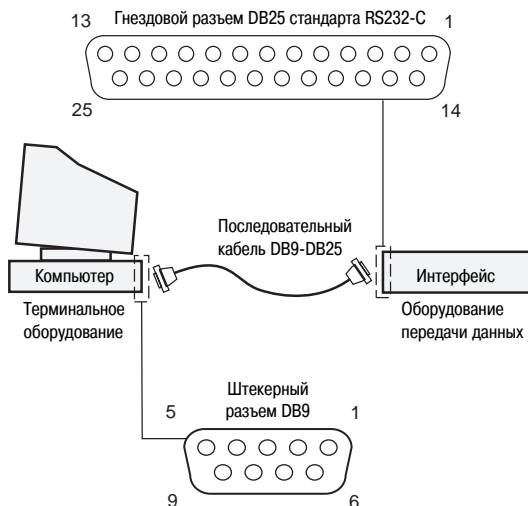 13 Гнездовой разъем DB25 стандарта RS232-C 1
25 14
Последовательный
кабель DB9-DB25
Компьютер
Интерфейс
Терминальное
оборудование
Оборудование
передачи данных
Штекерный
разъем DB9
5 1
9 6